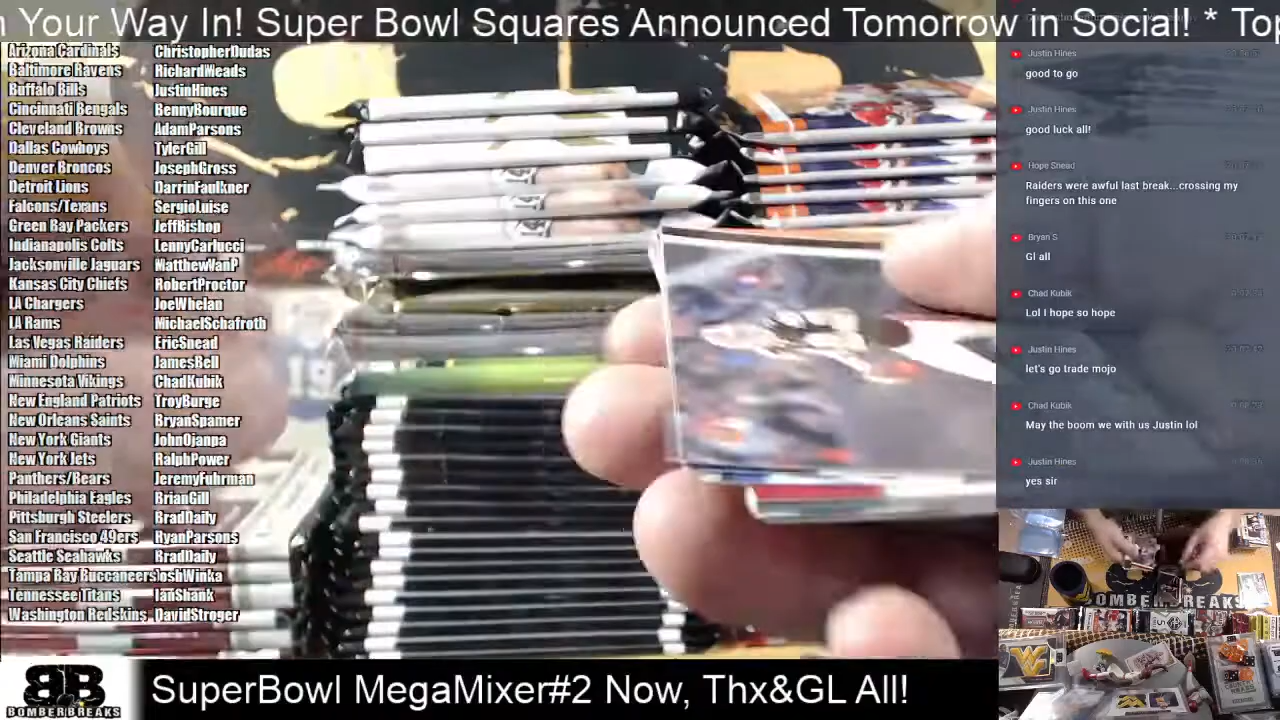 n Your Way In! Super Bowl Squares Announced Tomorrow in Social! * Top
Arizona Cardinals ChristopherDudas
Baltimore Ravens RichardMeads
Buffalo Bills JustinHines
Cincinnati Bengals BennyBourque
Cleveland Browns AdamParsons
Dallas Cowboys TylerGill
Denver Broncos JosephGross
Detroit Lions DarrinFaulkner
Falcons/Texans SergioLuise
Green Bay Packers JeffBishop
Indianapolis Colts LennyCarlucci
Jacksonville Jaguars MatthewVanP
Kansas City Chiefs RobertProctor
LA Chargers JoeWhelan
LA Rams MichaelSchafroth
Las Vegas Raiders EricSnead
Miami Dolphins JamesBell
Minnesota Vikings ChadKubik
New England Patriots TroyBurge
New Orleans Saints BryanSpamer
New York Giants JohnOjanpa
New York Jets RalphPower
Panthers/Bears JeremyFuhrman
Philadelphia Eagles BrianGill
Pittsburgh Steelers BradDaily
San Francisco 49ers RyanParsons
Seattle Seahawks BradDaily
Tampa Bay Buccaneers JoshWinka
Tennessee Titans IanShank
Washington Redskins DavidStroger
Justin Hines
good to go
Justin Hines
good luck all!
Hope Snead
Raiders were awful last break...crossing my
fingers on this one
Bryan S
Gl all
Chad Kubik
Lol I hope so hope
Justin Hines
let's go trade mojo
Chad Kubik
May the boom we with us Justin lol
Justin Hines
yes sir
19
OMBERBREAKS
BB
BOMBERBREAKS
SuperBowl MegaMixer#2 Now, Thx&GL All!